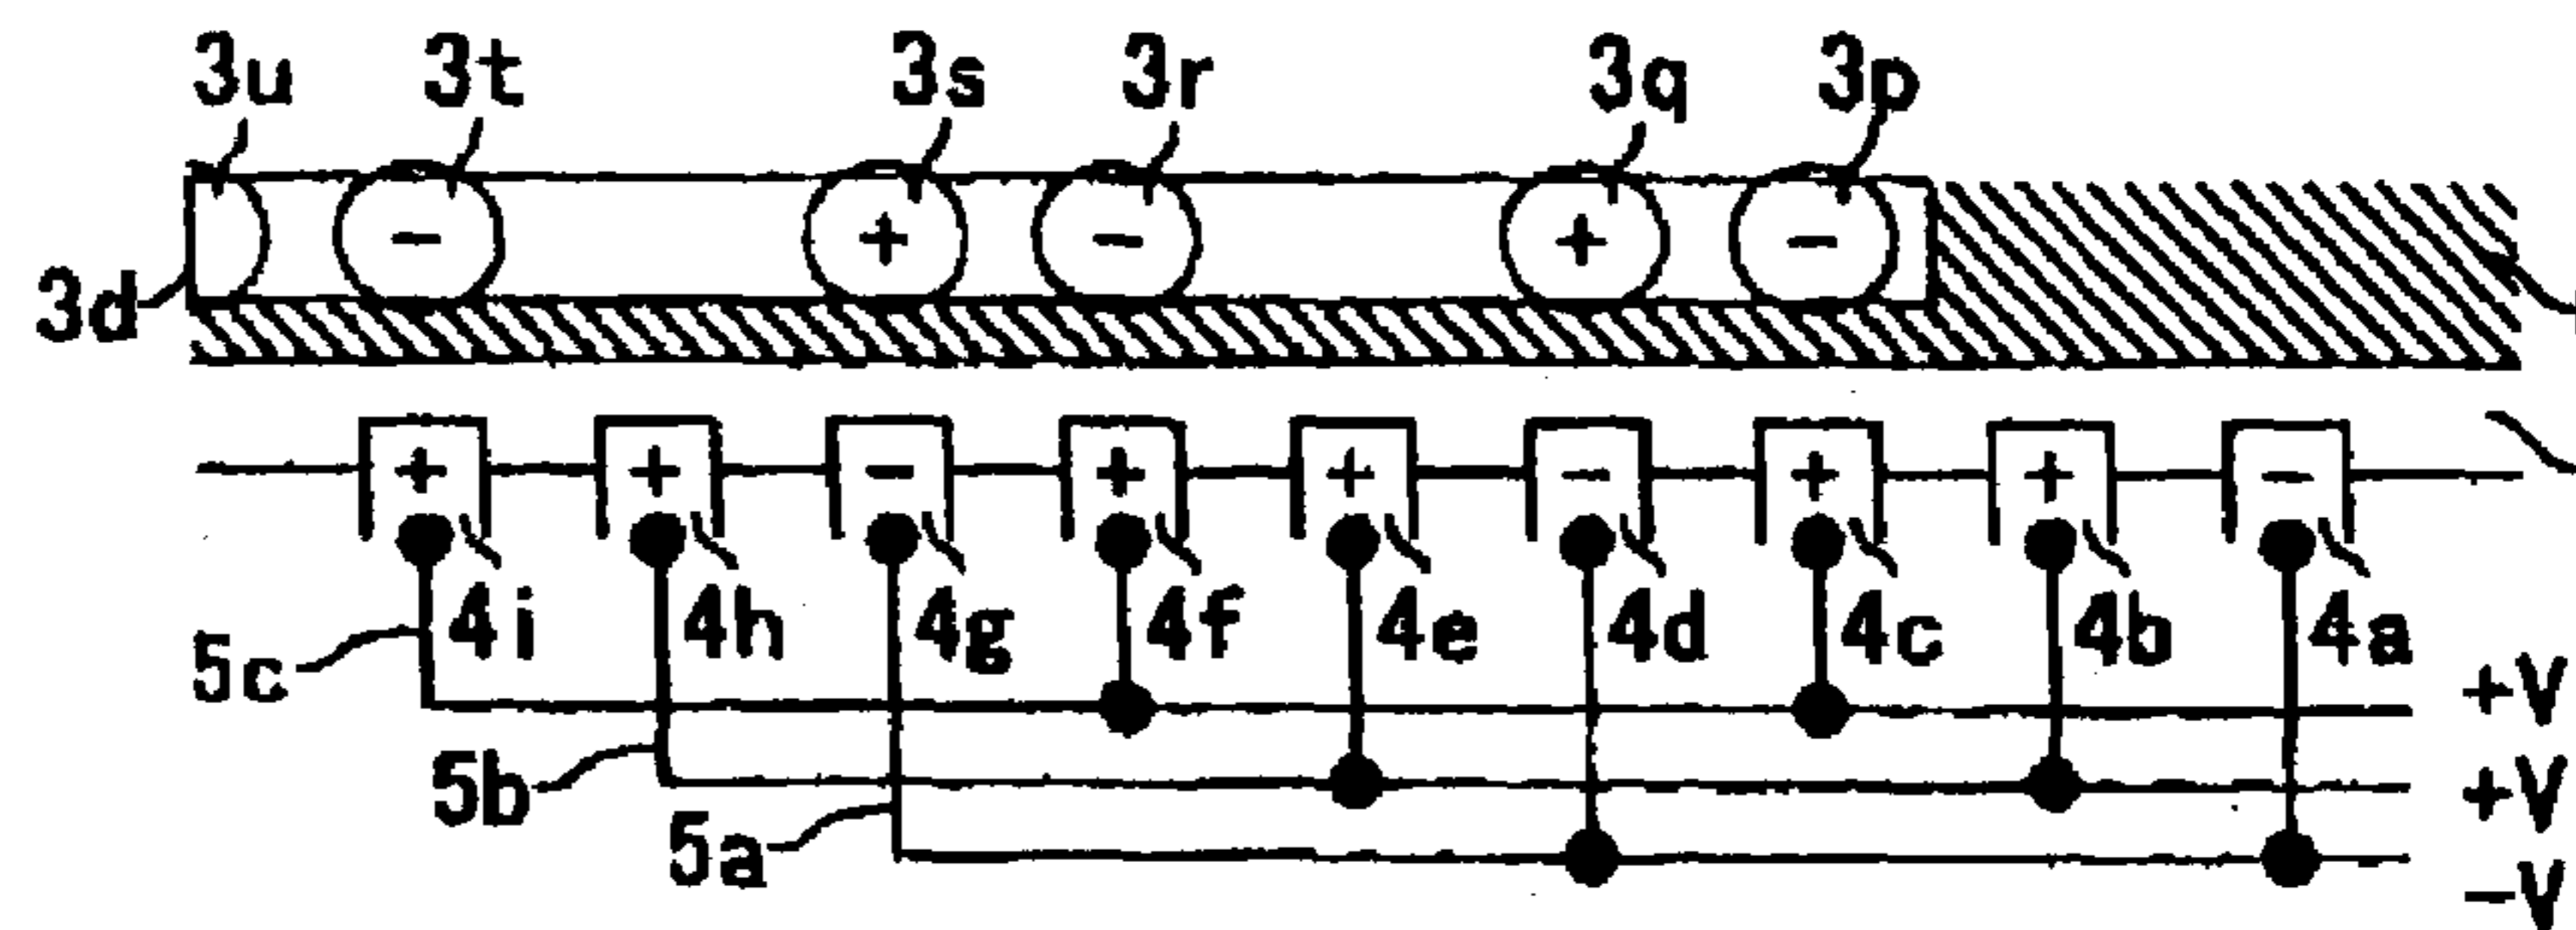 3u 3t 3s 3r 3q 3p
− + − + −
3d
+ + − + + − + + −
4i 4h 4g 4f 4e 4d 4c 4b 4a
5c +V
5b +V
5a −V